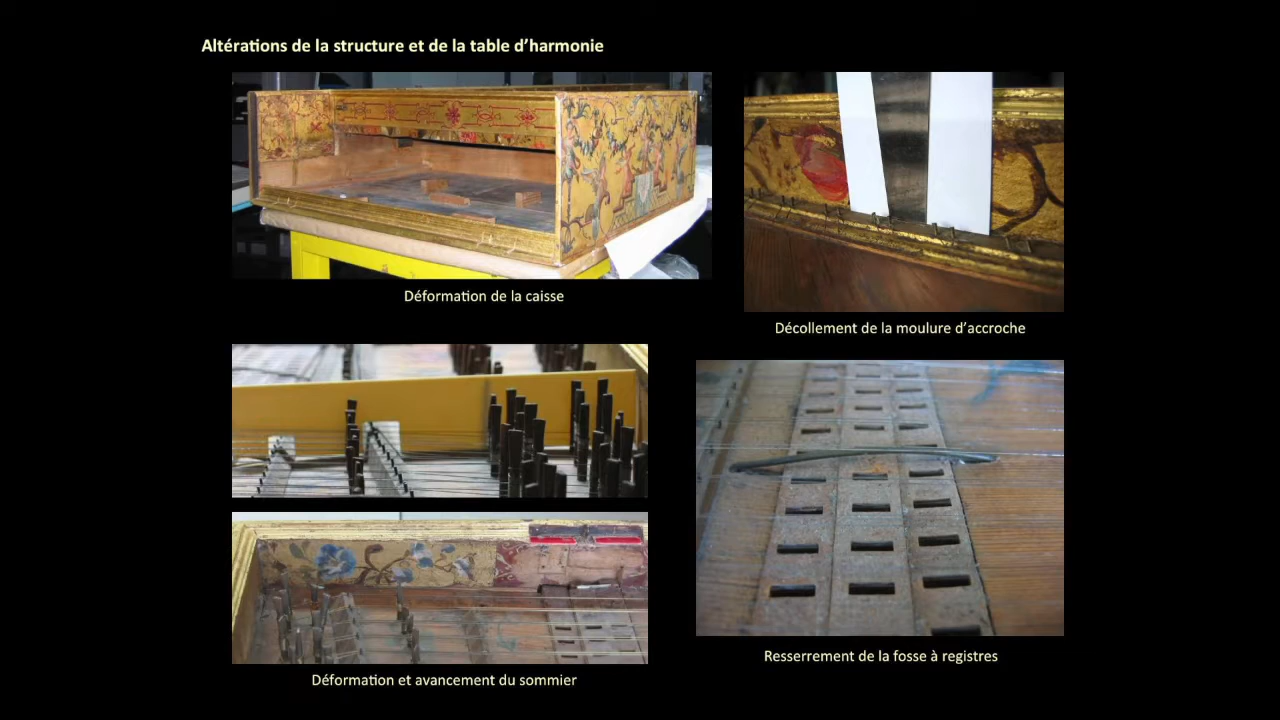 Altérations de la structure et de la table d’harmonie
Déformation de la caisse
Décollement de la moulure d’accroche
Déformation et avancement du sommier
Resserrement de la fosse à registres